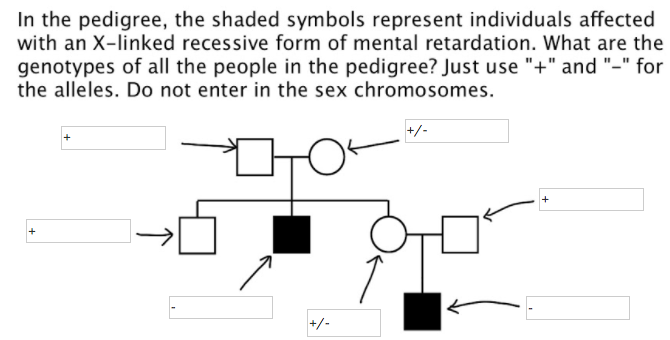 In the pedigree, the shaded symbols represent individuals affected
with an X-linked recessive form of mental retardation. What are the
genotypes of all the people in the pedigree? Just use "+" and "-" for
the alleles. Do not enter in the sex chromosomes.
+
+/-
+
+
-
+/-
-